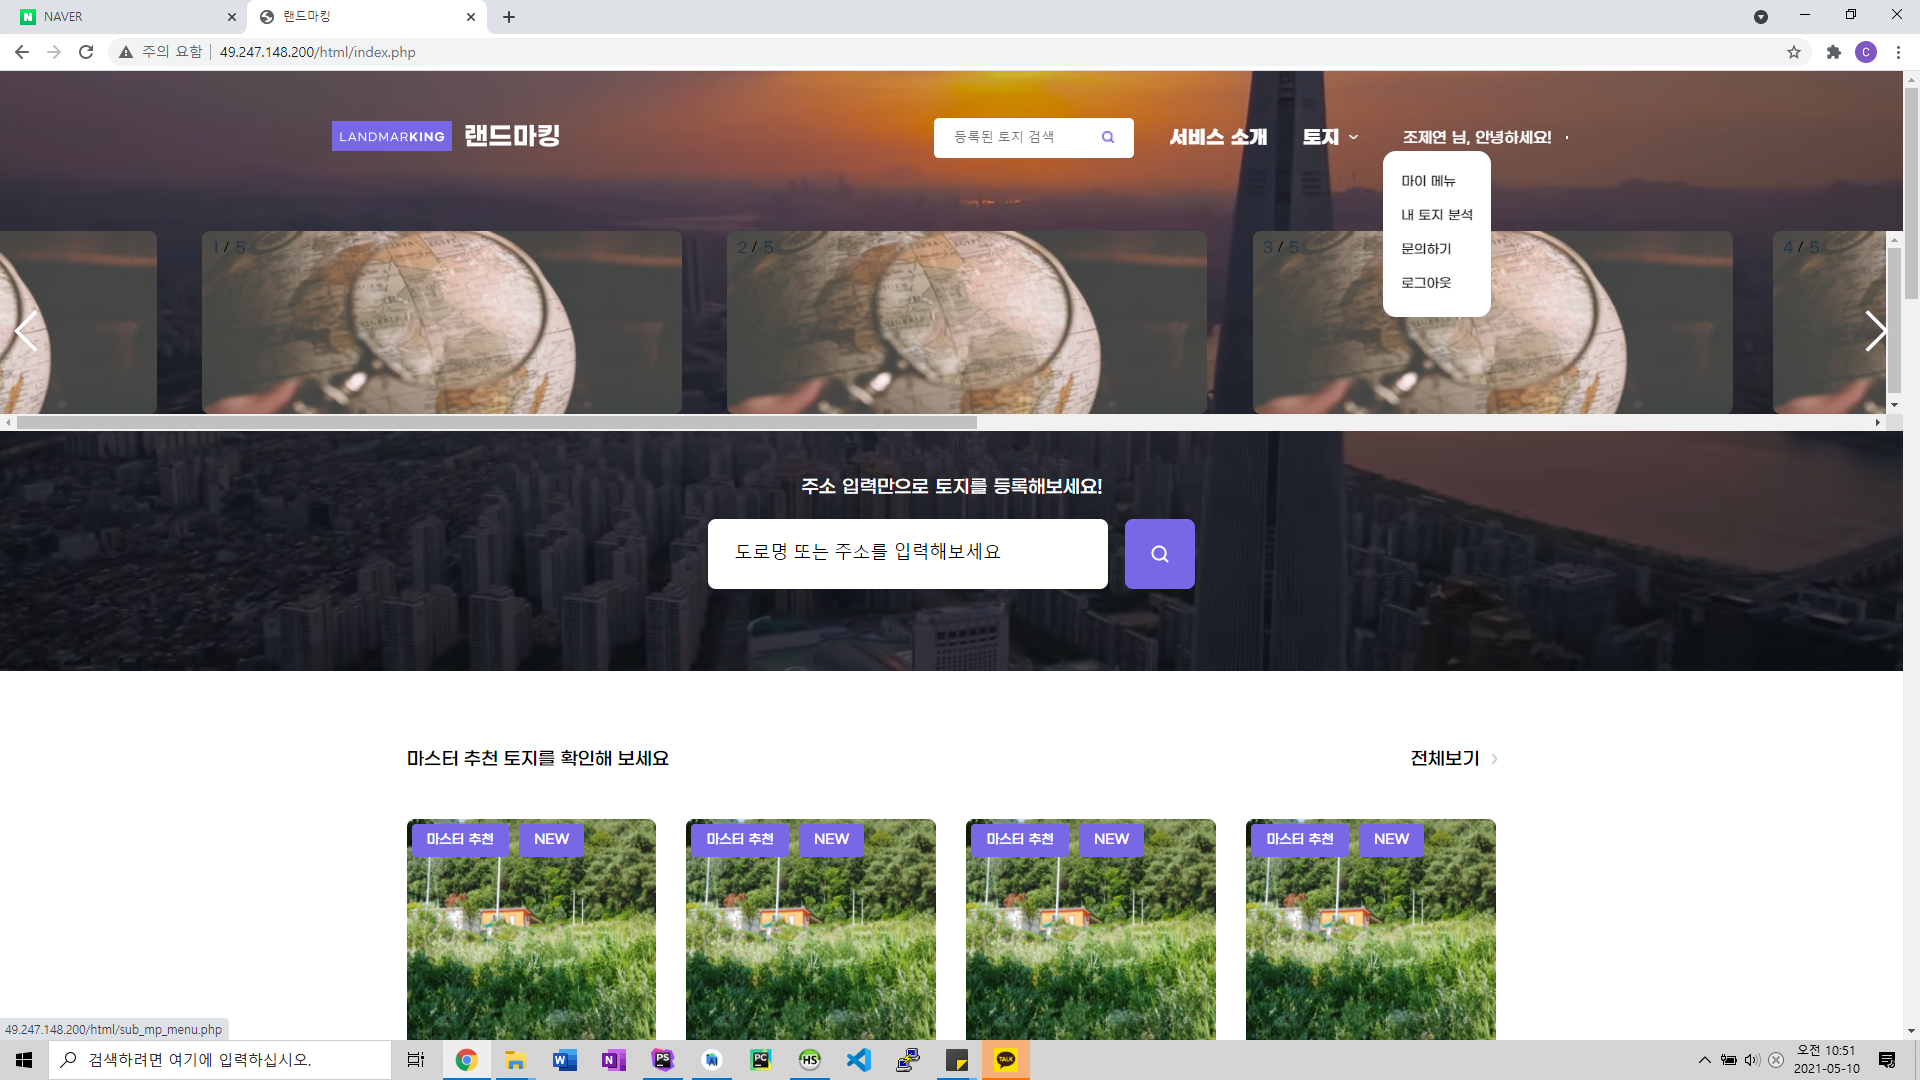 NAVER
랜드마킹
주의 요함
49.247.148.200/html/index.php
C
LANDMARKING 랜드마킹
등록된 토지 검색
서비스 소개
토지
조제연 님, 안녕하세요!
마이 메뉴
내 토지 분석
문의하기
로그아웃
1 / 5
2 / 5
3 / 5
4 / 5
주소 입력만으로 토지를 등록해보세요!
도로명 또는 주소를 입력해보세요
마스터 추천 토지를 확인해 보세요
전체보기
마스터 추천 NEW
마스터 추천 NEW
마스터 추천 NEW
마스터 추천 NEW
49.247.148.200/html/sub_mp_menu.php
검색하려면 여기에 입력하십시오.
W
N
PS
AI
PC
HS
TALK
오전 10:51
2021-05-10